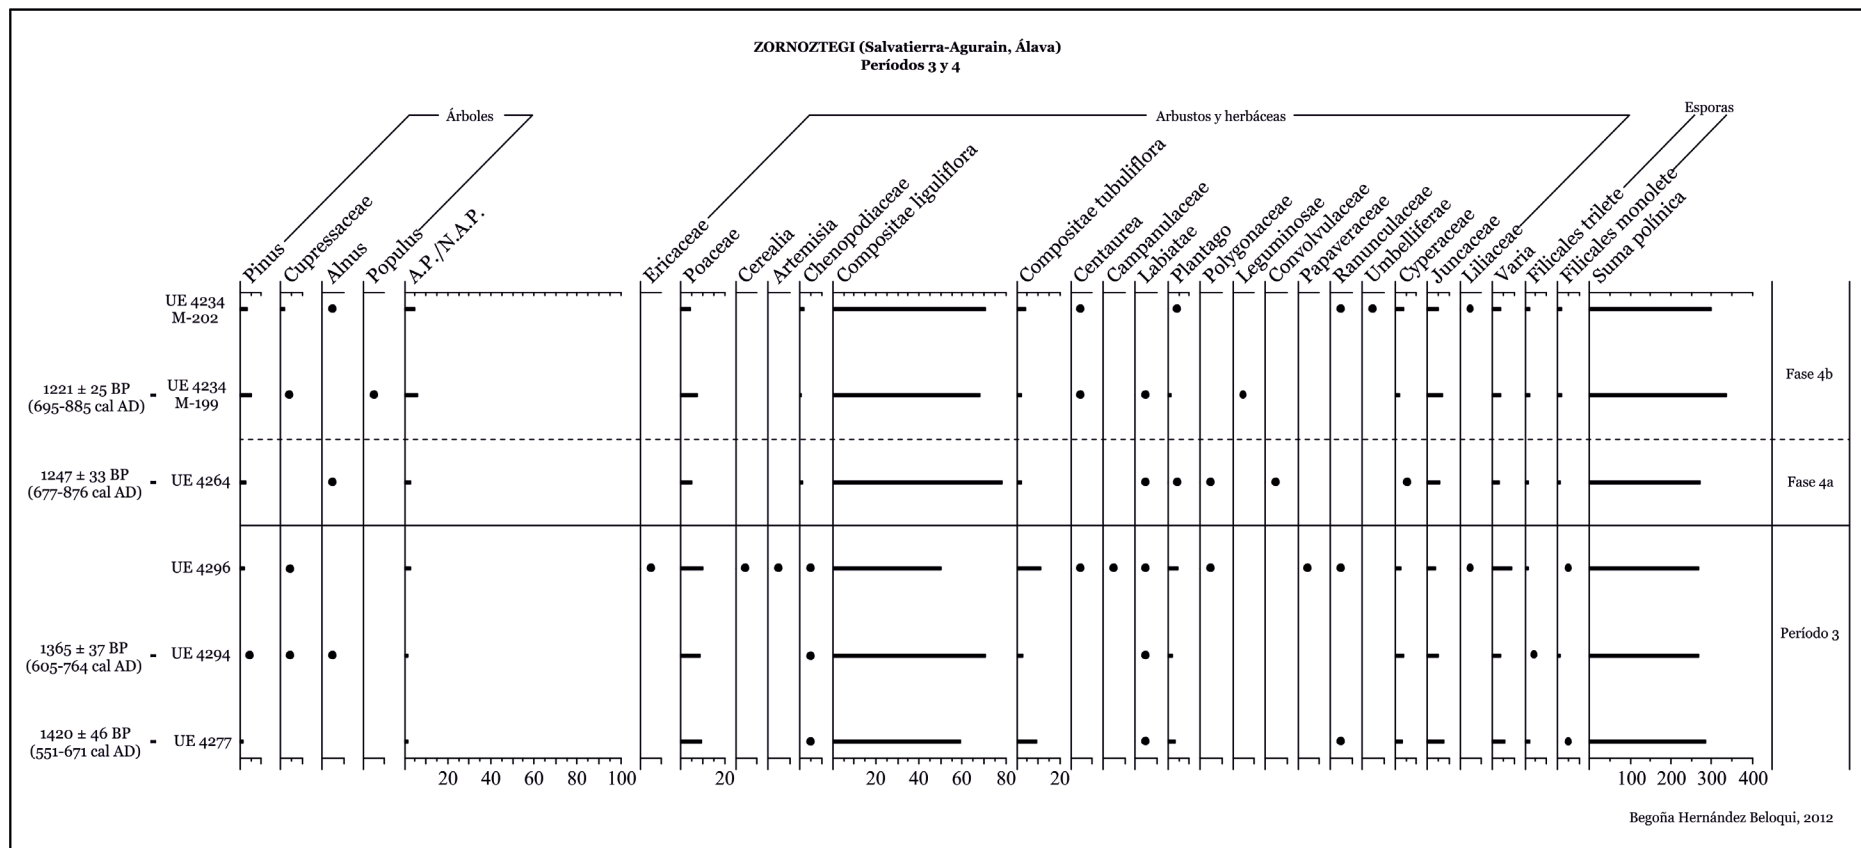 ZORNOZTEGI (Salvatierra-Agurain, Álava)
Períodos 3 y 4
Árboles
Arbustos y herbáceas
Esporas
Pinus
Cupressaceae
Alnus
Populus
A.P./N.A.P.
Ericaceae
Poaceae
Cerealia
Artemisia
Chenopodiaceae
Compositae liguliflora
Compositae tubuliflora
Centaurea
Campanulaceae
Labiatae
Plantago
Polygonaceae
Leguminosae
Convolvulaceae
Papaveraceae
Ranunculaceae
Umbelliferae
Cyperaceae
Juncaceae
Liliaceae
Varia
Filicales trilete
Filicales monolete
Suma polínica
UE 4234
M-202
1221 ± 25 BP
(695-885 cal AD)
UE 4234
M-199
Fase 4b
1247 ± 33 BP
(677-876 cal AD)
UE 4264
Fase 4a
UE 4296
1365 ± 37 BP
(605-764 cal AD)
UE 4294
Período 3
1420 ± 46 BP
(551-671 cal AD)
UE 4277
20 40 60 80 100 20 20 40 60 80 20 100 200 300 400
Begoña Hernández Beloqui, 2012